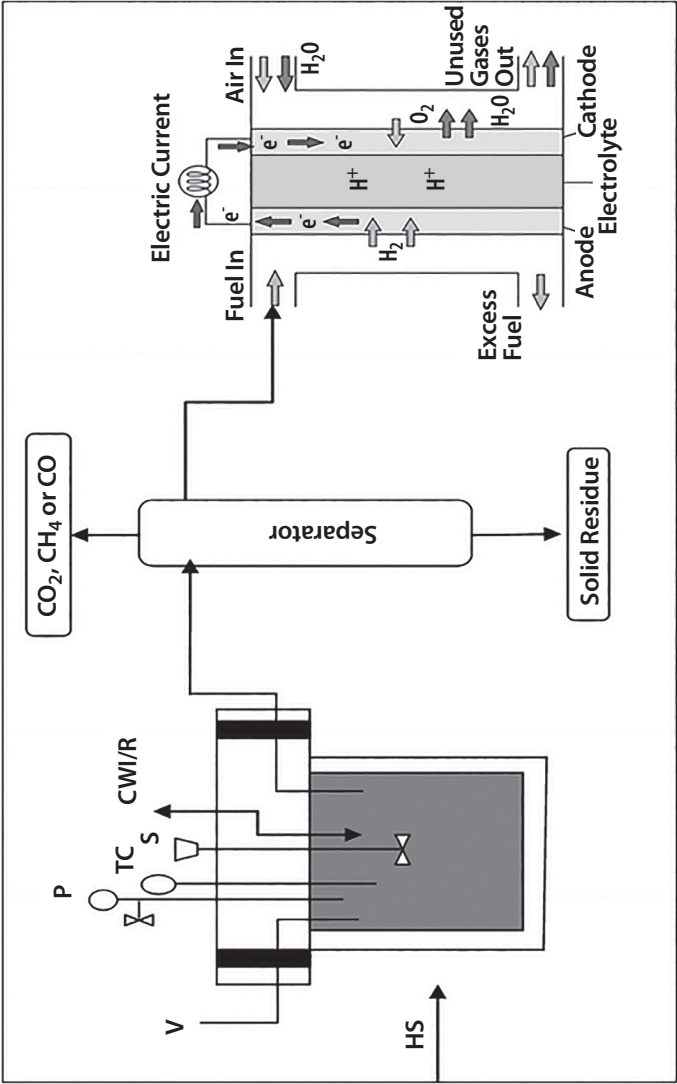 V
P
TC
S
CWI/R
HS
CO₂, CH₄ or CO
Separator
Solid Residue
Electric Current
Fuel In
Air In
e⁻
e⁻
e⁻
e⁻
H₂O
H₂
H⁺
H⁺
O₂
H₂O
Excess
Fuel
Unused
Gases
Out
Anode
Electrolyte
Cathode